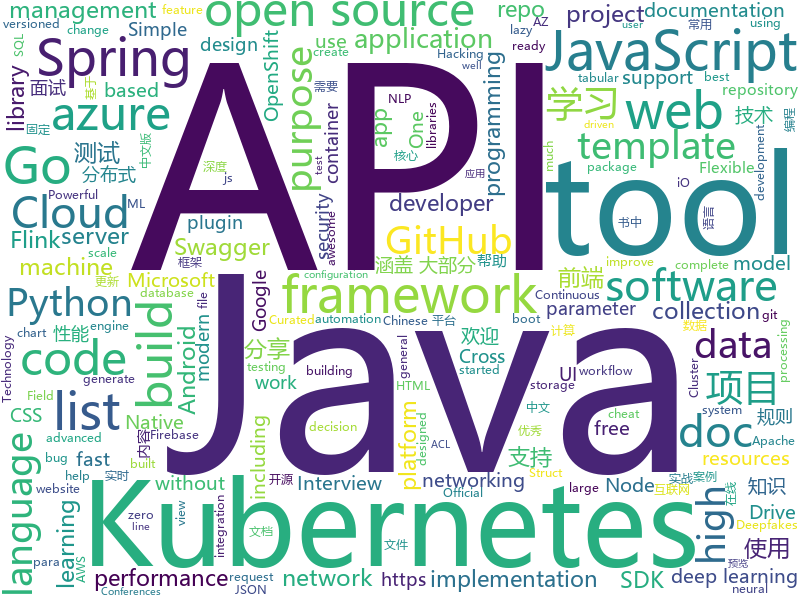 management
open source
repo
project
documentation
versioned
feature
Simple
API
change
lazy
AZ
常用
using
user
SQL
Spring
design
use
application
create
Hacking
ready
JavaScript
library
面试
based
基于
OpenShift
purpose
需要
NLP
well
libraries
tabular
support
best
repository
azure
container
app
One
programming
学习
web
技术
编程
固定
测试
中文版
深度
js
test
核心
much
driven
template
development
Go
分布式
Powerful
ML
awesome
应用
package
Flexible
iO
Cloud
plugin
security
developer
tool
书中
语言
Flink
server
Swagger
GitHub
improve
scale
框架
configuration
涵盖
大部分
帮助
前端
complete
model
machine
更新
Microsoft
framework
software
database
file
Google
Continuous
parameter
collection
Python
Android
modern
automation
Chinese
平台
boot
计算
数据
git
Technology
chart
engine
性能
build
分享
testing
Java
欢迎
Cross
started
UI
data
processing
code
generate
Native
work
building
general
HTML
storage
workflow
Cluster
项目
Field
CSS
list
Curated
decision
platform
designed
中文
cheat
system
规则
advanced
Firebase
free
doc
Apache
language
bug
built
内容
including
ACL
优秀
支持
resources
fast
without
Interview
networking
Node
high
知识
management
help
实时
开源
Official
large
互联网
实战
案例
website
zero
view
Kubernetes
Struct
在线
Drive
learning
line
integration
文档
Deepfakes
para
AWS
performance
request
network
https
implementation
SDK
deep learning
使用
Conferences
JSON
文件
预览
neural